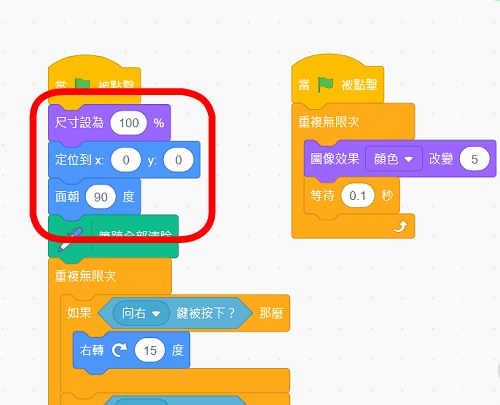 當 被點擊
尺寸設為 100 %
定位到 x: 0 y: 0
面朝 90 度
筆跡全部清除
重複無限次
如果 向右 鍵被按下？ 那麼
右轉 15 度
當 被點擊
重複無限次
圖像效果 顏色 改變 5
等待 0.1 秒